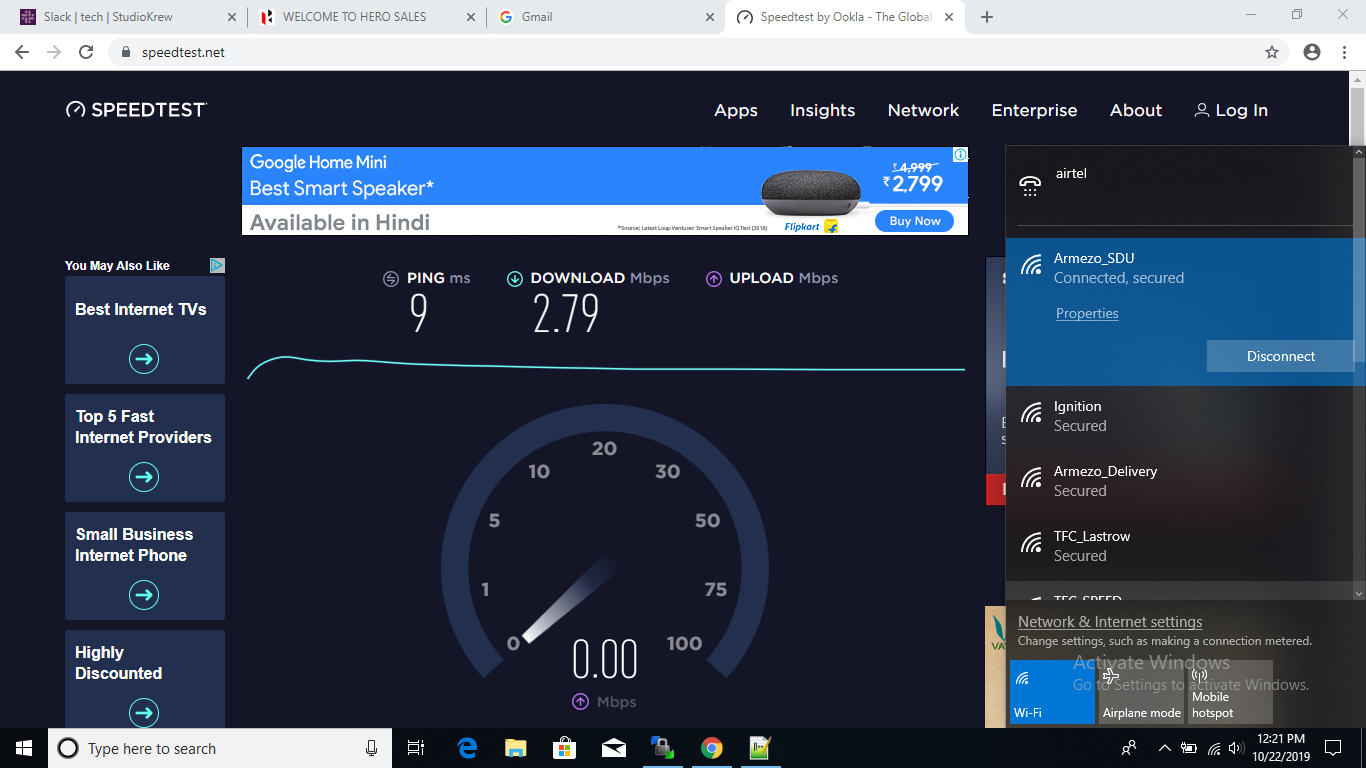 Slack | tech | StudioKrew
WELCOME TO HERO SALES
Gmail
Speedtest by Ookla - The Global
speedtest.net
SPEEDTEST
Apps
Insights
Network
Enterprise
About
Log In
Google Home Mini
Best Smart Speaker*
Available in Hindi
₹ 4,999
₹ 2,799
Flipkart
Buy Now
*Source: Latest Loup Ventures' Smart Speaker IQ Test (2018)
You May Also Like
Best Internet TVs
Top 5 Fast
Internet Providers
Small Business
Internet Phone
Highly
Discounted
PING ms
9
DOWNLOAD Mbps
2.79
UPLOAD Mbps
0
1
5
10
20
30
50
75
100
0.00
Mbps
airtel
Armezo_SDU
Connected, secured
Properties
Disconnect
Ignition
Secured
Armezo_Delivery
Secured
TFC_Lastrow
Secured
TFC_SPEED
Network & Internet settings
Change settings, such as making a connection metered.
Activate Windows
Go to Settings to activate Windows.
Wi-Fi
Airplane mode
Mobile
hotspot
Type here to search
12:21 PM
10/22/2019